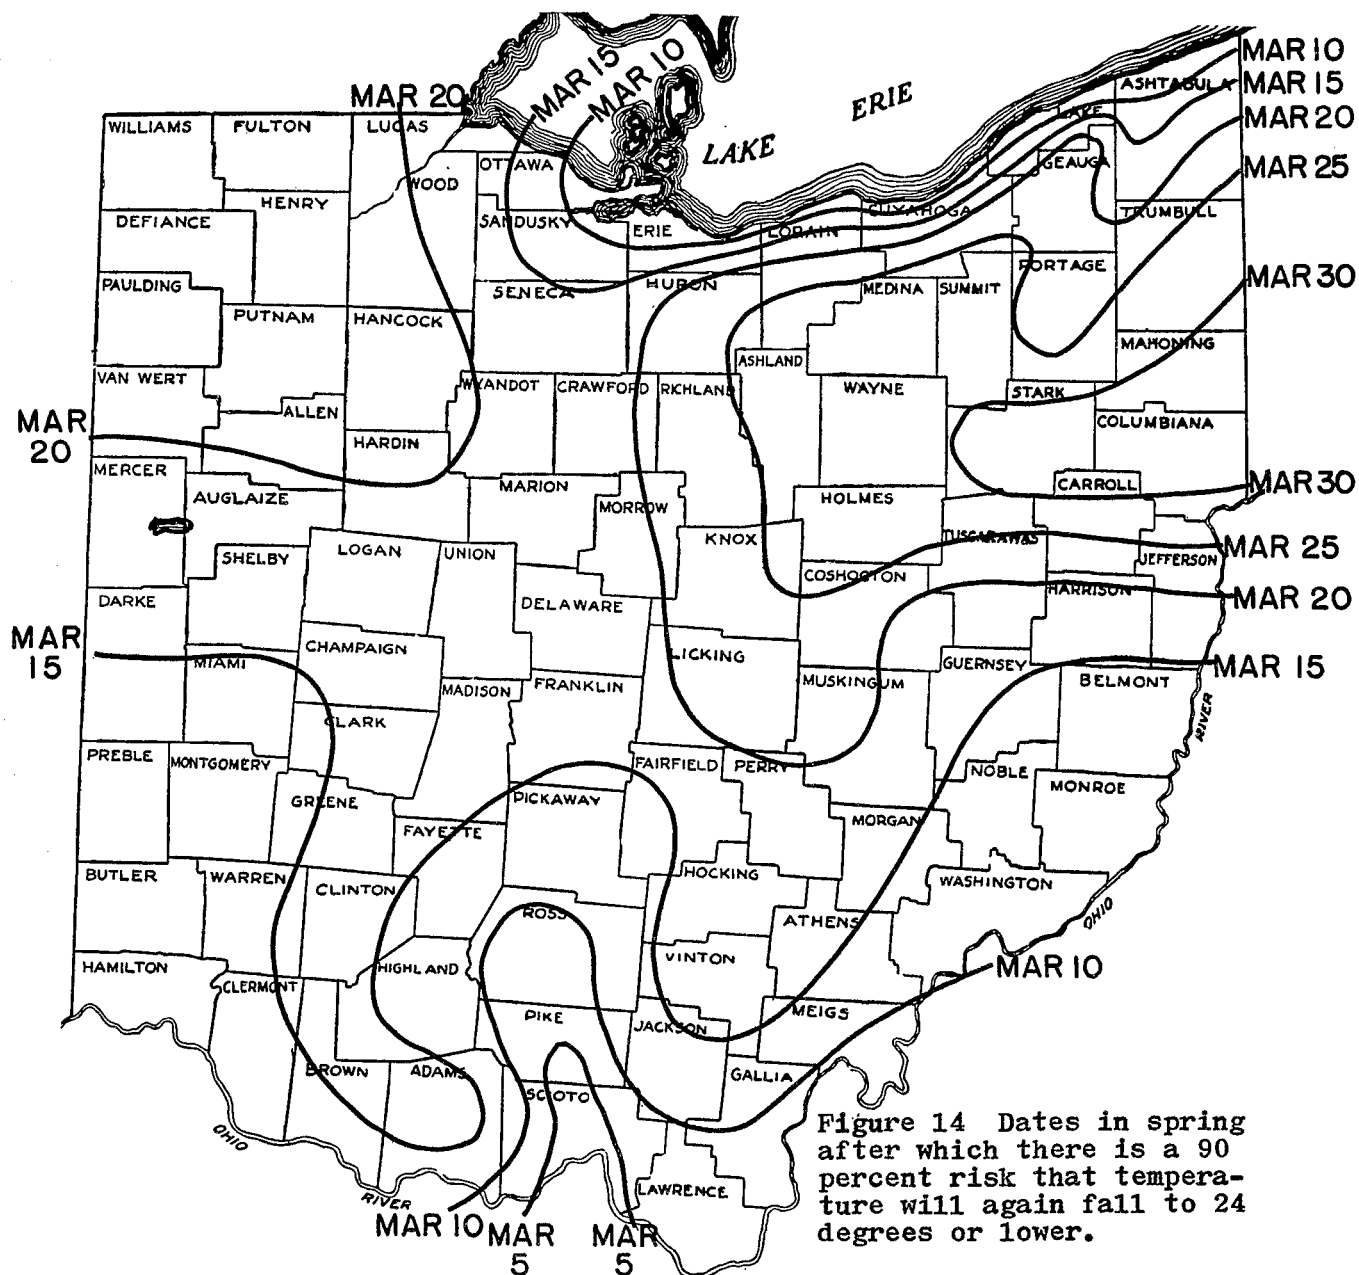 MAR 10
MAR 15
MAR 20
MAR 25
MAR 30
MAR 20
MAR 15
MAR 10
LAKE
ERIE
WILLIAMS
FULTON
LUCAS
OTTAWA
WOOD
HENRY
DEFIANCE
SANDUSKY
ERIE
LORAIN
CUYAHOGA
LAKE
ASHTABULA
GEAUGA
TRUMBULL
PAULDING
PUTNAM
HANCOCK
SENECA
HURON
MEDINA
SUMMIT
PORTAGE
MAHONING
VAN WERT
ALLEN
WYANDOT
CRAWFORD
RICHLAND
ASHLAND
WAYNE
STARK
COLUMBIANA
MAR
20
HARDIN
MERCER
AUGLAIZE
MARION
MORROW
HOLMES
CARROLL
MAR 30
SHELBY
LOGAN
UNION
KNOX
TUSCARAWAS
JEFFERSON
MAR 25
DARKE
DELAWARE
COSHOCTON
HARRISON
MAR 20
MAR
15
MIAMI
CHAMPAIGN
LICKING
GUERNSEY
MAR 15
MADISON
FRANKLIN
MUSKINGUM
BELMONT
CLARK
RIVER
PREBLE
MONTGOMERY
FAIRFIELD
PERRY
NOBLE
MONROE
GREENE
PICKAWAY
FAYETTE
MORGAN
BUTLER
WARREN
CLINTON
HOCKING
WASHINGTON
ROSS
ATHENS
OHIO
HAMILTON
CLERMONT
HIGHLAND
VINTON
MAR 10
PIKE
JACKSON
MEIGS
BROWN
ADAMS
SCIOTO
GALLIA
OHIO
RIVER
LAWRENCE
MAR 10
MAR
5
MAR
5
Figure 14 Dates in spring
after which there is a 90
percent risk that tempera-
ture will again fall to 24
degrees or lower.